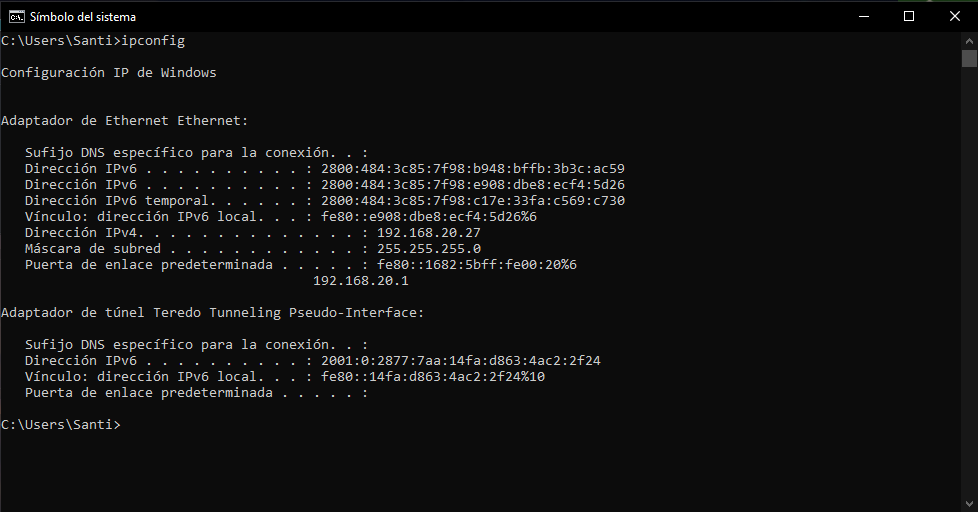 Símbolo del sistema
C:\Users\Santi>ipconfig
Configuración IP de Windows
Adaptador de Ethernet Ethernet:
Sufijo DNS específico para la conexión. . :
Dirección IPv6 . . . . . . . . . . : 2800:484:3c85:7f98:b948:bffb:3b3c:ac59
Dirección IPv6 . . . . . . . . . . : 2800:484:3c85:7f98:e908:dbe8:ecf4:5d26
Dirección IPv6 temporal. . . . . . : 2800:484:3c85:7f98:c17e:33fa:c569:c730
Vínculo: dirección IPv6 local. . . : fe80::e908:dbe8:ecf4:5d26%6
Dirección IPv4. . . . . . . . . . . . . . : 192.168.20.27
Máscara de subred . . . . . . . . . . . . : 255.255.255.0
Puerta de enlace predeterminada . . . . . : fe80::1682:5bff:fe00:20%6
192.168.20.1
Adaptador de túnel Teredo Tunneling Pseudo-Interface:
Sufijo DNS específico para la conexión. . :
Dirección IPv6 . . . . . . . . . . : 2001:0:2877:7aa:14fa:d863:4ac2:2f24
Vínculo: dirección IPv6 local. . . : fe80::14fa:d863:4ac2:2f24%10
Puerta de enlace predeterminada . . . . . :
C:\Users\Santi>